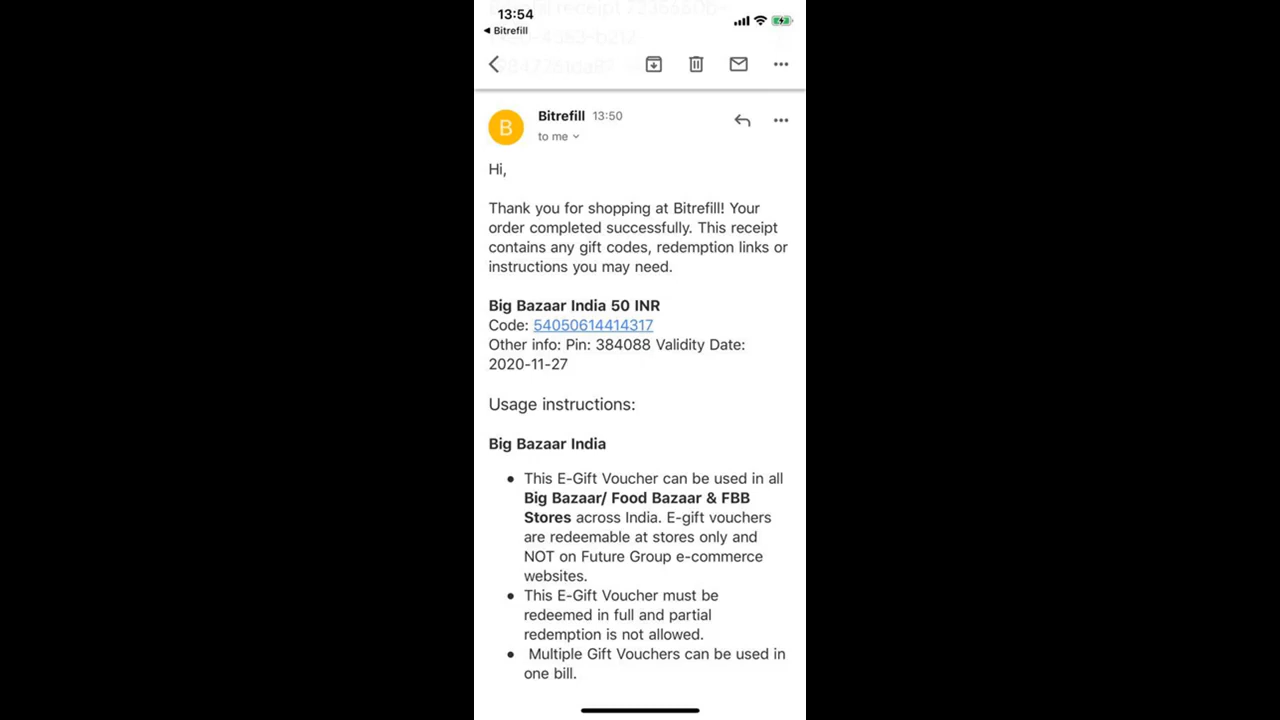 13:54
Bitrefill
Bitrefill 13:50
B
to me
Hi,
Thank you for shopping at Bitrefill! Your
order completed successfully. This receipt
contains any gift codes, redemption links or
instructions you may need.
Big Bazaar India 50 INR
Code: 54050614414317
Other info: Pin: 384088 Validity Date:
2020-11-27
Usage instructions:
Big Bazaar India
• This E-Gift Voucher can be used in all
Big Bazaar/ Food Bazaar & FBB
Stores across India. E-gift vouchers
are redeemable at stores only and
NOT on Future Group e-commerce
websites.
• This E-Gift Voucher must be
redeemed in full and partial
redemption is not allowed.
• Multiple Gift Vouchers can be used in
one bill.